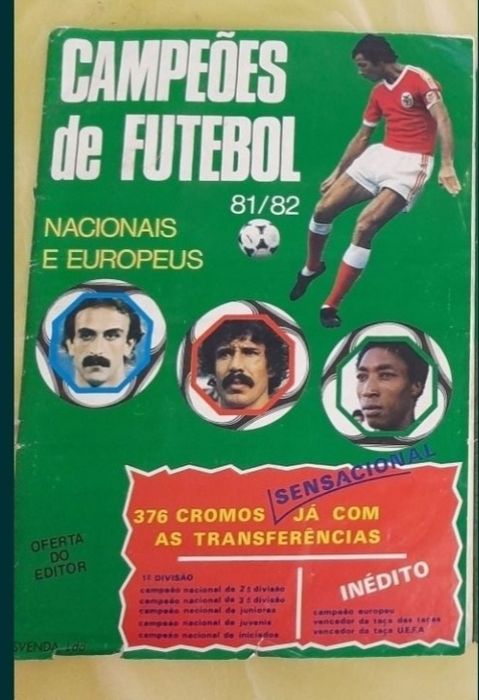 CAMPEÕES
de FUTEBOL
81/82
NACIONAIS
E EUROPEUS
SENSACIONAL
376 CROMOS JÁ COM
AS TRANSFERÊNCIAS
OFERTA
DO
EDITOR
1ª DIVISÃO
campeão nacional de 2ª divisão
campeão nacional de 3ª divisão
campeão nacional de juniores
campeão nacional de juvenis
campeão nacional de iniciados
INÉDITO
campeão europeu
vencedor da taça das taças
vencedor da taça U.E.F.A